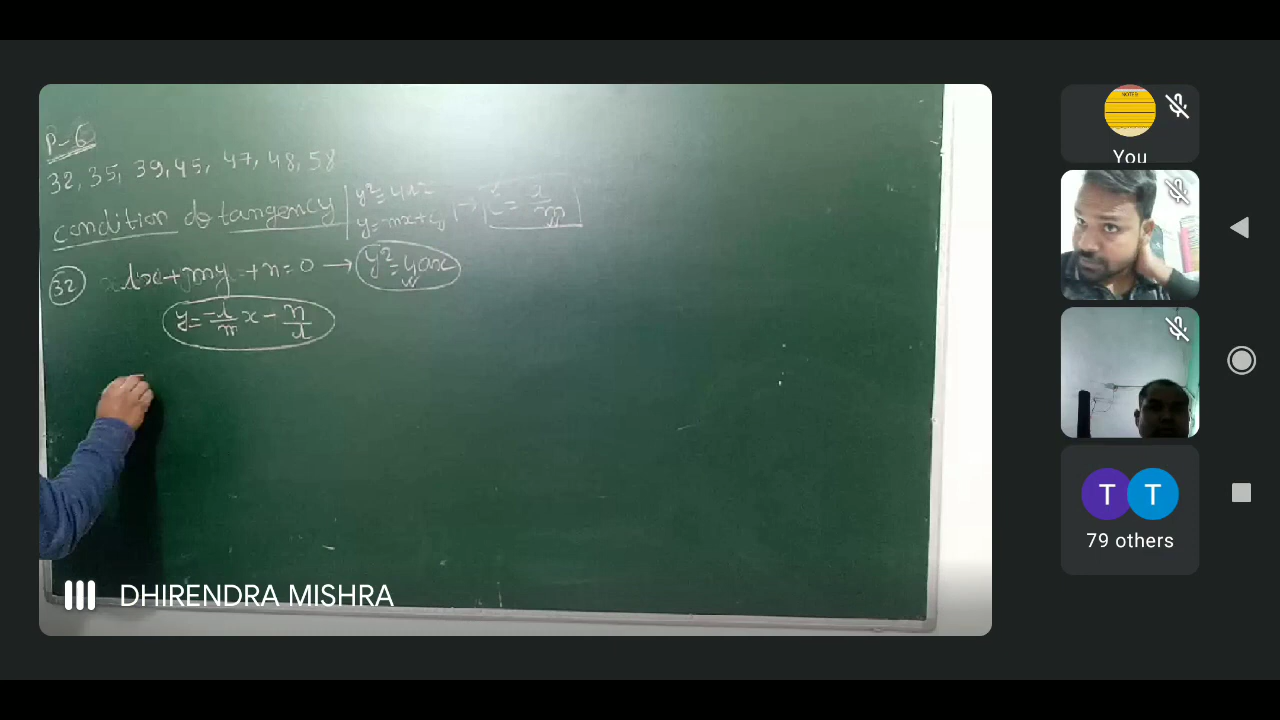 P-6
32, 35, 39, 45, 47, 48, 58
condition of tangency | y² = 4ax
y = mx + c → c = a/m
32 lx + my + n = 0 → y² = 4ax
y = -l/m x - n/l
DHIRENDRA MISHRA
NOTES
You
T T
79 others